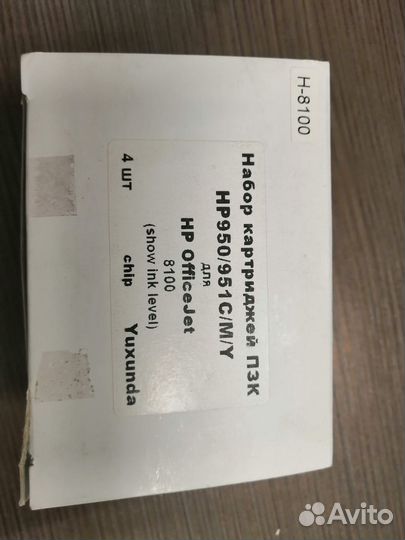 H-8100
Набор картриджей ПЗК
HP950/951C/M/Y
для
HP OfficeJet
8100
(show ink level)
4 шт chip Yuxunda
Avito